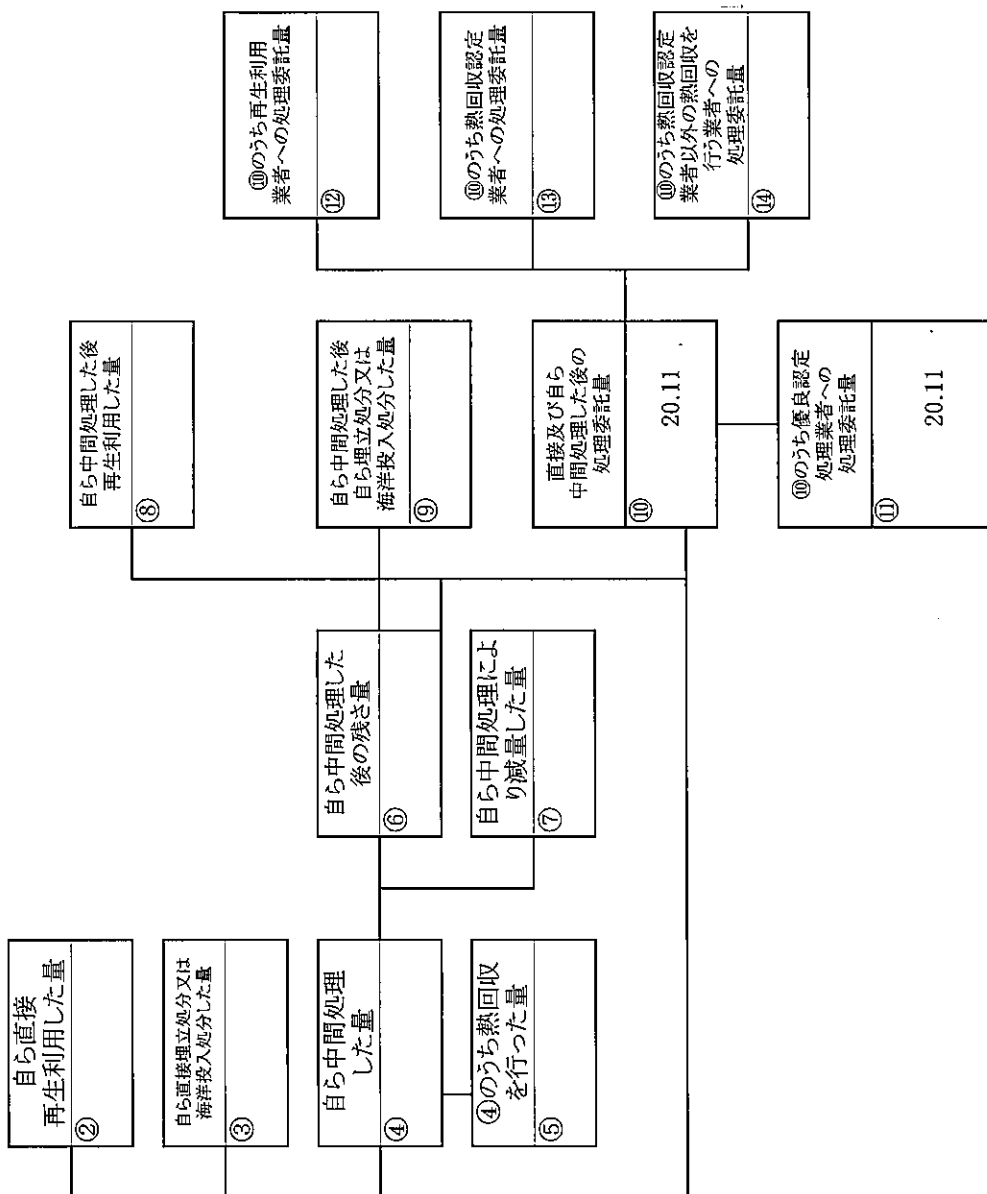 自ら直接
再生利用した量
②
自ら直接埋立処分又は
海洋投入処分した量
③
自ら中間処理
した量
④
④のうち熱回収
を行った量
⑤
自ら中間処理した
後の残さ量
⑥
自ら中間処理によ
り減量した量
⑦
自ら中間処理した後
再生利用した量
⑧
自ら中間処理した後
自ら埋立処分又は
海洋投入処分した量
⑨
直接及び自ら
中間処理した後の
処理委託量
⑩
20.11
⑩のうち優良認定
処理業者への
処理委託量
⑪
20.11
⑩のうち再生利用
業者への処理委託量
⑫
⑩のうち熱回収認定
業者への処理委託量
⑬
⑩のうち熱回収認定
業者以外の熱回収を
行う業者への
処理委託量
⑭